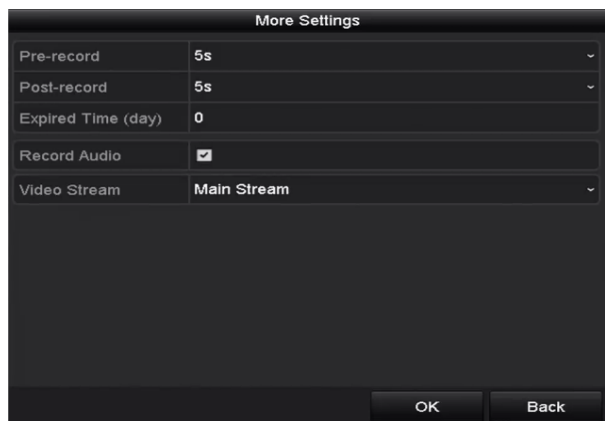 More Settings
Pre-record 5s
Post-record 5s
Expired Time (day) 0
Record Audio
Video Stream Main Stream
OK Back